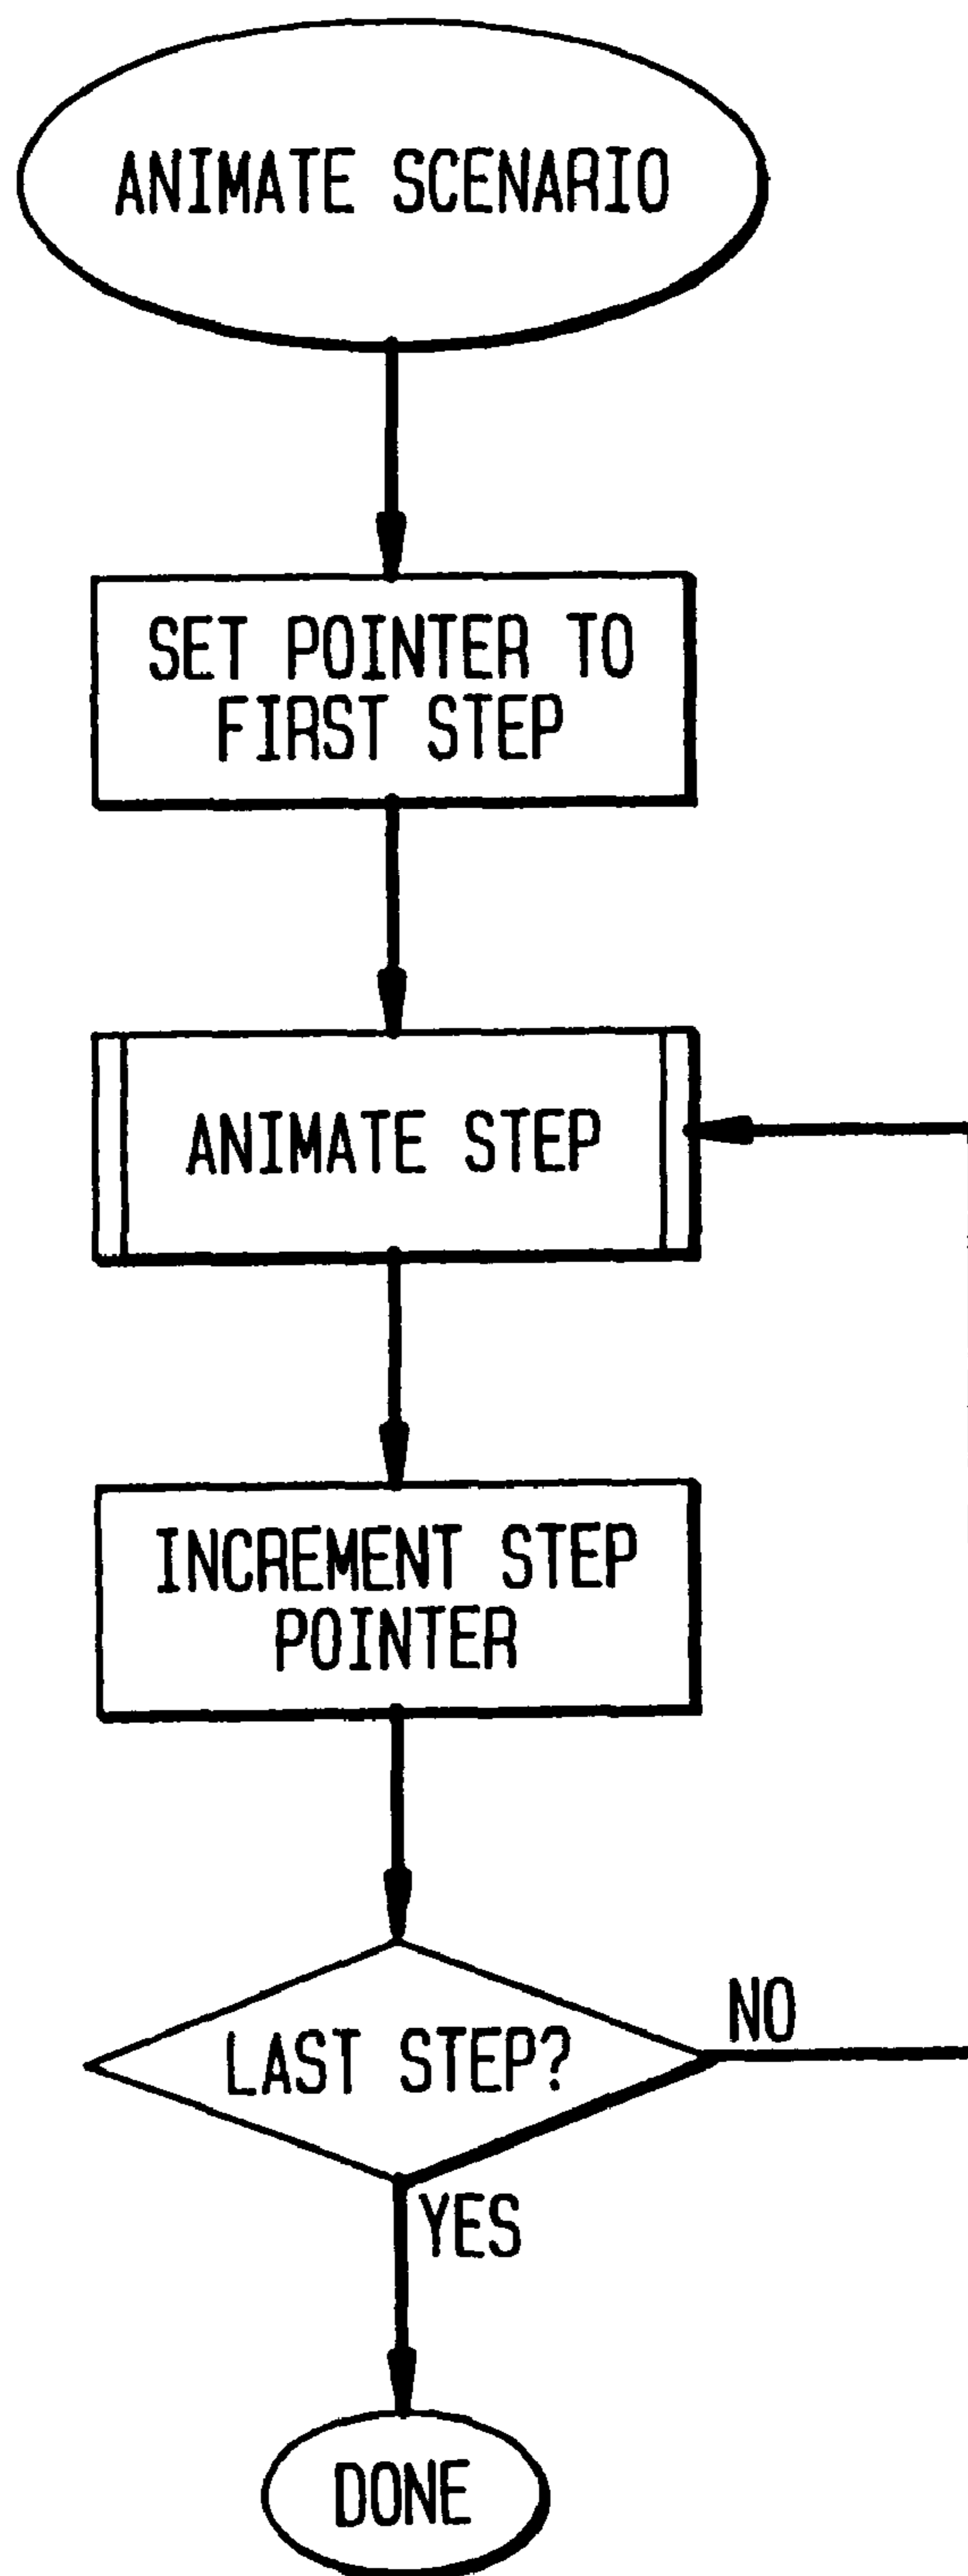 ANIMATE SCENARIO
SET POINTER TO
FIRST STEP
ANIMATE STEP
INCREMENT STEP
POINTER
LAST STEP?
NO
YES
DONE